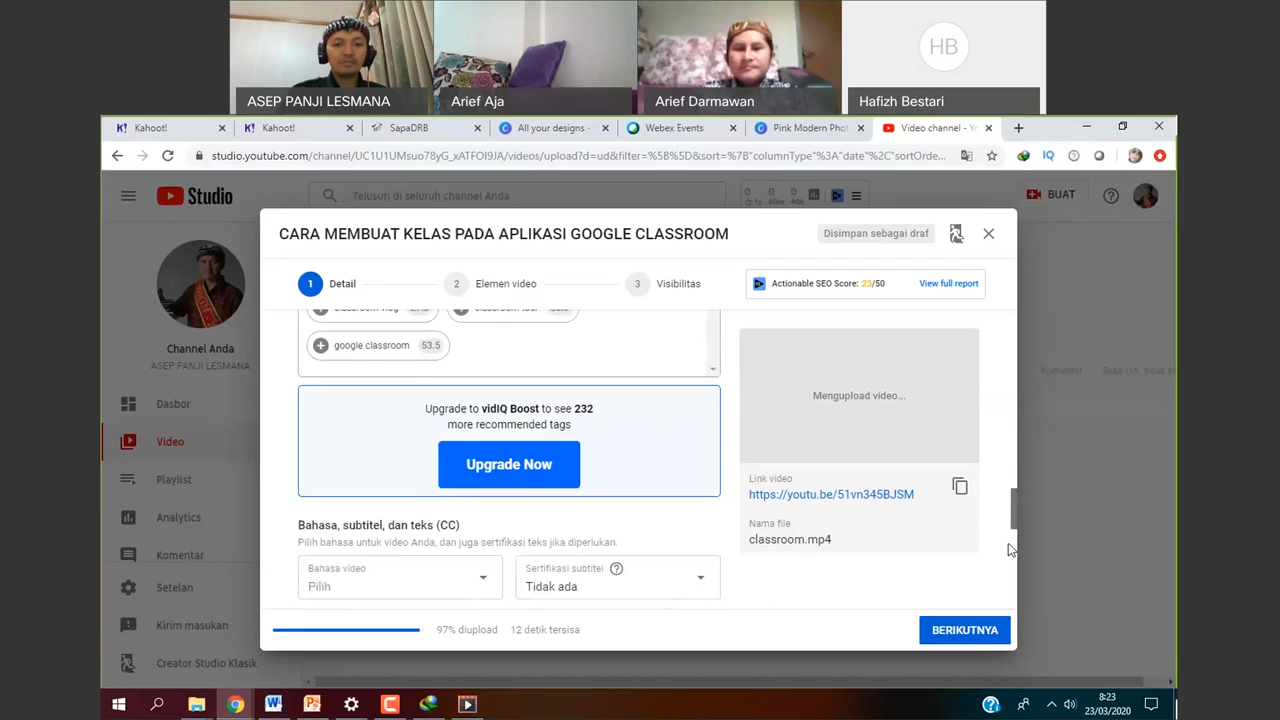 HB
ASEP PANJI LESMANA
Arief Aja
Arief Darmawan
Hafizh Bestari
Kahoot!
Kahoot!
SapaDRB
All your designs -
Webex Events
Pink Modern Pho
Video channel - Yo
studio.youtube.com/channel/UC1U1UMsuo78yG_xATFOI9JA/videos/upload?d=ud&filter=%5B%5D&sort=%7B"columnType"%3A"date"%2C"sortOrde...
Studio
Telusuri di seluruh channel Anda
BUAT
CARA MEMBUAT KELAS PADA APLIKASI GOOGLE CLASSROOM
Disimpan sebagai draf
1 Detail
2 Elemen video
3 Visibilitas
Actionable SEO Score: 23/50
View full report
google classroom 53.5
Upgrade to vidIQ Boost to see 232
more recommended tags
Upgrade Now
Bahasa, subtitel, dan teks (CC)
Pilih bahasa untuk video Anda, dan juga sertifikasi teks jika diperlukan.
Bahasa video
Pilih
Sertifikasi subtitel
Tidak ada
Mengupload video...
Link video
https://youtu.be/51vn345BJSM
Nama file
classroom.mp4
97% diupload
12 detik tersisa
BERIKUTNYA
Channel Anda
ASEP PANJI LESMANA
Dasbor
Video
Playlist
Analytics
Komentar
Setelan
Kirim masukan
Creator Studio Klasik
Komentar
8:23
23/03/2020